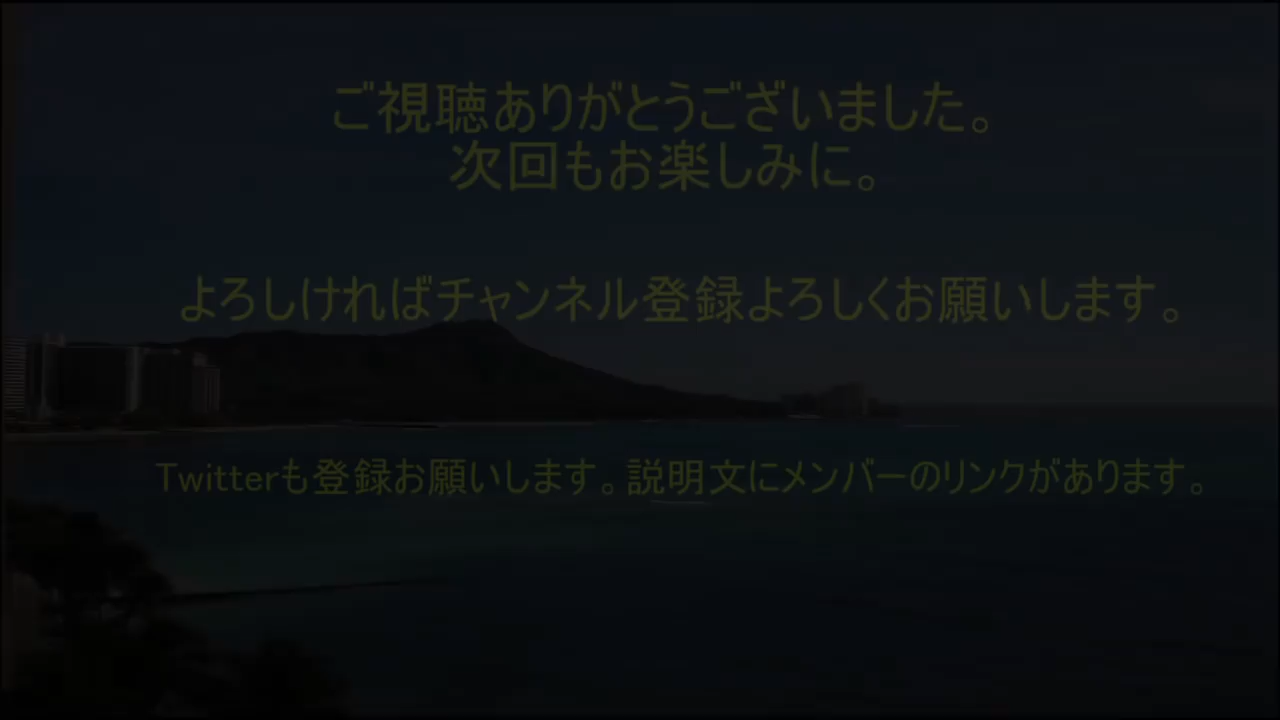 ご視聴ありがとうございました。
次回もお楽しみに。
よろしければチャンネル登録よろしくお願いします。
Twitterも登録お願いします。説明文にメンバーのリンクがあります。